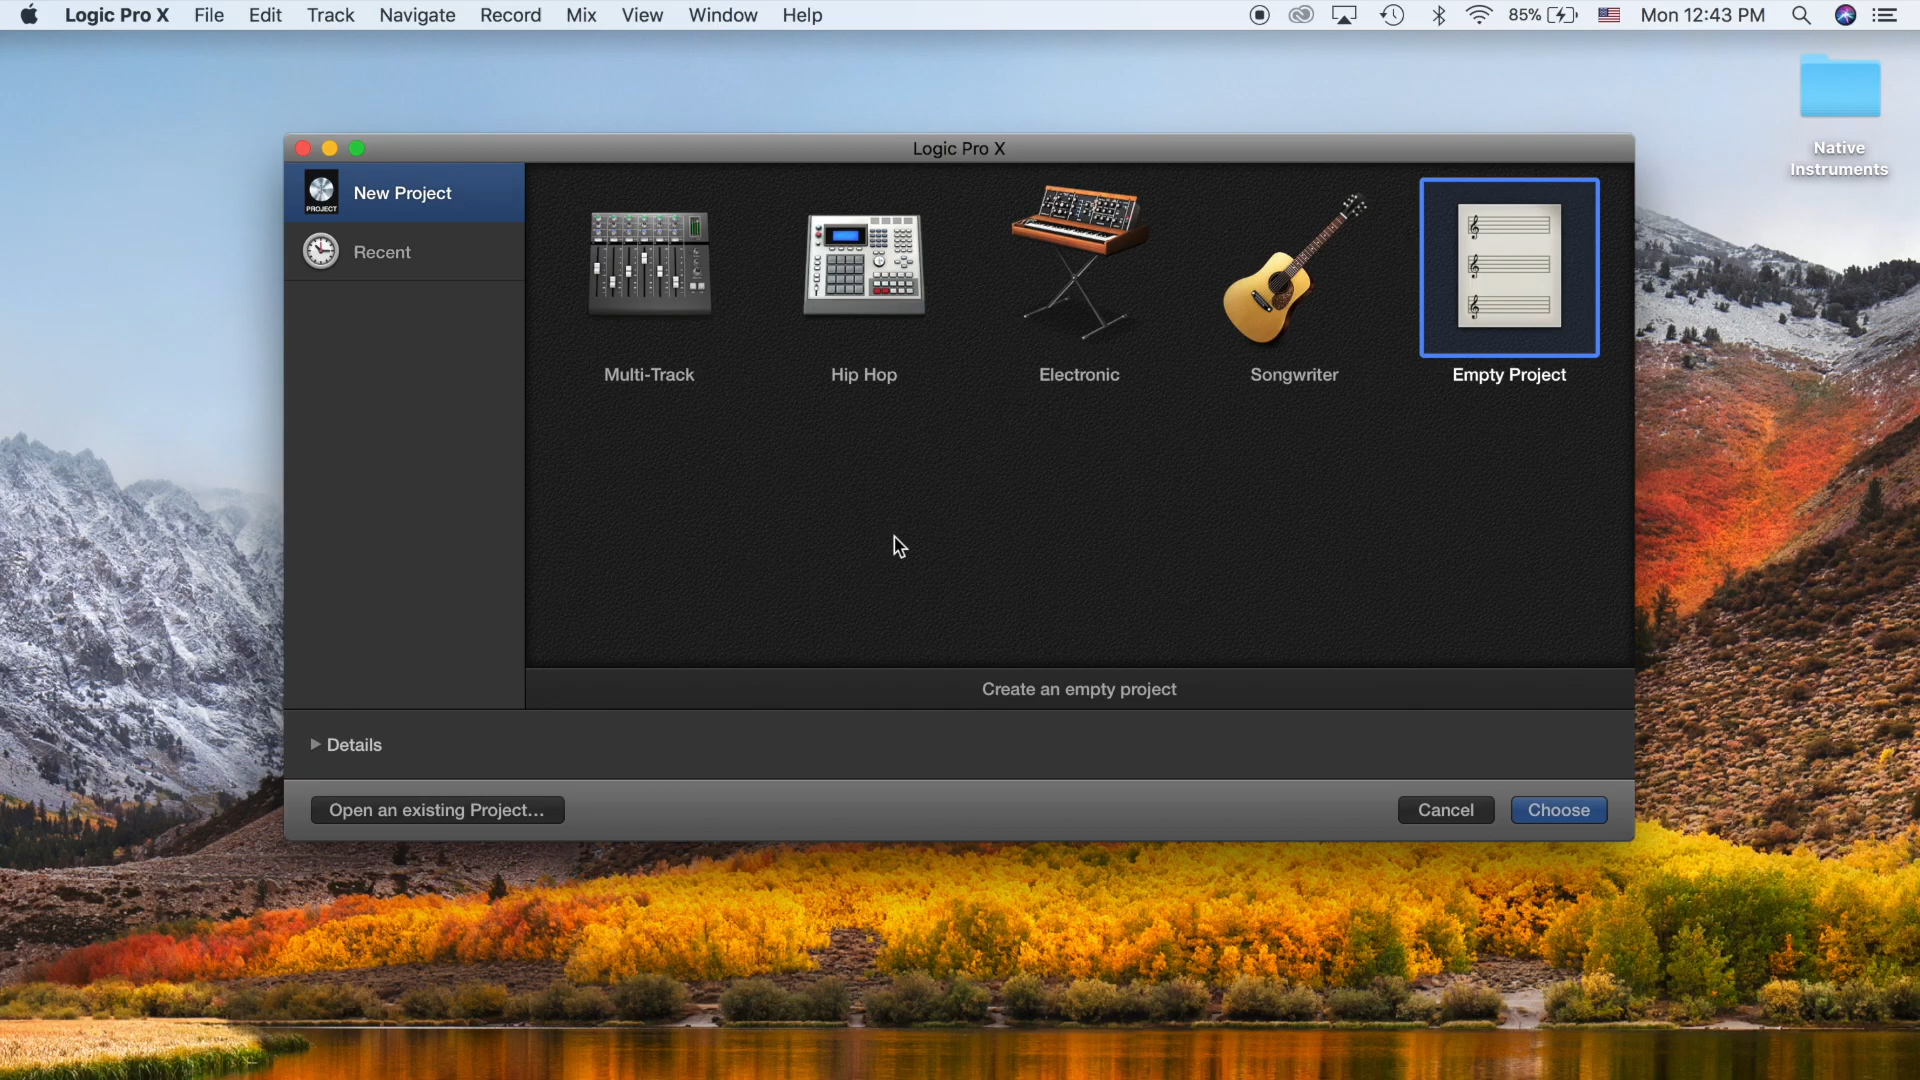 Logic Pro X File Edit Track Navigate Record Mix View Window Help 85% Mon 12:43 PM
Native
Instruments
Logic Pro X
PROJECT
New Project
Recent
Multi-Track
Hip Hop
Electronic
Songwriter
Empty Project
Create an empty project
Details
Open an existing Project...
Cancel
Choose